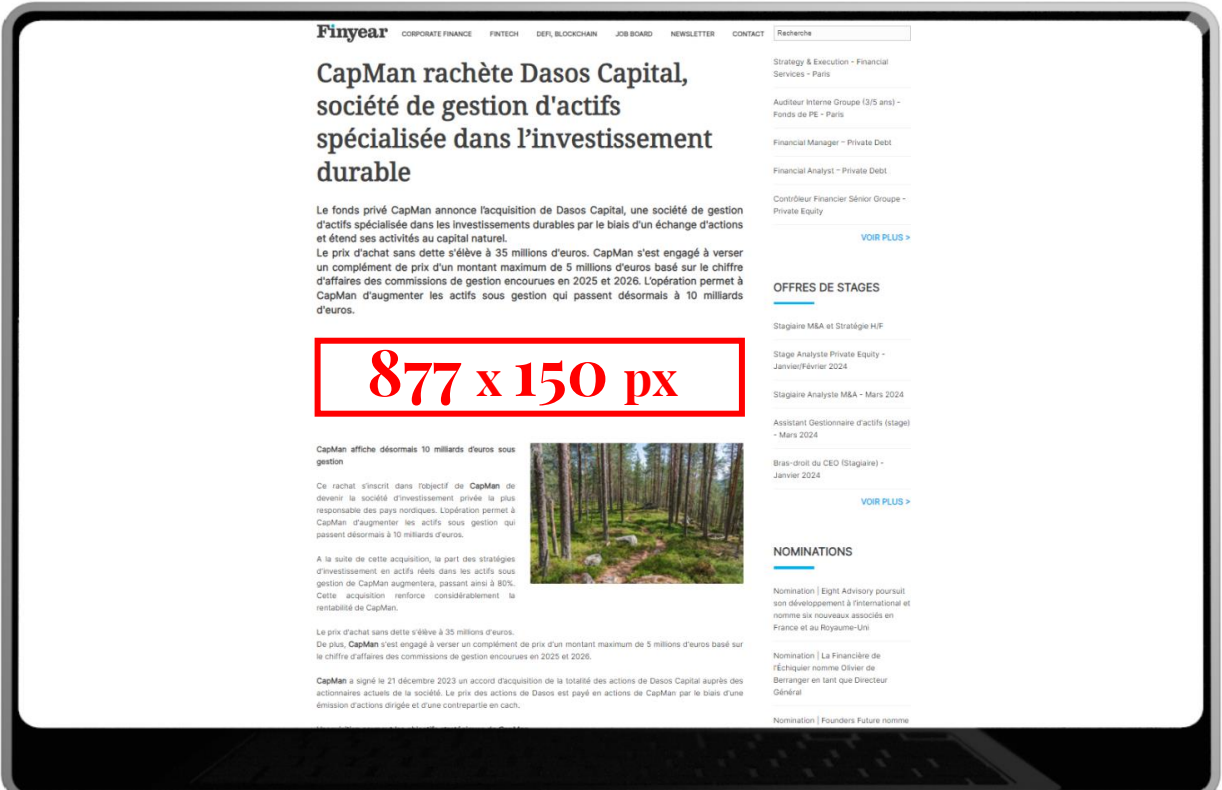 Finyear CORPORATE FINANCE FINTECH DEFI, BLOCKCHAIN JOB BOARD NEWSLETTER CONTACT Recherche
CapMan rachète Dasos Capital,
société de gestion d'actifs
spécialisée dans l’investissement
durable
Le fonds privé CapMan annonce l'acquisition de Dasos Capital, une société de gestion
d'actifs spécialisée dans les investissements durables par le biais d'un échange d'actions
et étend ses activités au capital naturel.
Le prix d'achat sans dette s'élève à 35 millions d'euros. CapMan s'est engagé à verser
un complément de prix d'un montant maximum de 5 millions d'euros basé sur le chiffre
d'affaires des commissions de gestion encourues en 2025 et 2026. L'opération permet à
CapMan d'augmenter les actifs sous gestion qui passent désormais à 10 milliards
d'euros.
877 x 150 px
CapMan affiche désormais 10 milliards d'euros sous
gestion
Ce rachat s'inscrit dans l'objectif de CapMan de
devenir la société d'investissement privée la plus
responsable des pays nordiques. L'opération permet à
CapMan d'augmenter les actifs sous gestion qui
passent désormais à 10 milliards d'euros.
A la suite de cette acquisition, la part des stratégies
d'investissement en actifs réels dans les actifs sous
gestion de CapMan augmentera, passant ainsi à 80%.
Cette acquisition renforce considérablement la
rentabilité de CapMan.
Le prix d'achat sans dette s'élève à 35 millions d'euros.
De plus, CapMan s'est engagé à verser un complément de prix d'un montant maximum de 5 millions d'euros basé sur
le chiffre d'affaires des commissions de gestion encourues en 2025 et 2026.
CapMan a signé le 21 décembre 2023 un accord d'acquisition de la totalité des actions de Dasos Capital auprès des
actionnaires actuels de la société. Le prix des actions de Dasos est payé en actions de CapMan par le biais d'une
émission d'actions dirigée et d'une contrepartie en cach.
Strategy & Execution - Financial
Services - Paris
Auditeur Interne Groupe (3/5 ans) -
Fonds de PE - Paris
Financial Manager – Private Debt
Financial Analyst – Private Debt
Contrôleur Financier Sénior Groupe -
Private Equity
VOIR PLUS >
OFFRES DE STAGES
Stagiaire M&A et Stratégie H/F
Stage Analyste Private Equity -
Janvier/Février 2024
Stagiaire Analyste M&A - Mars 2024
Assistant Gestionnaire d'actifs (stage)
- Mars 2024
Bras-droit du CEO (Stagiaire) -
Janvier 2024
VOIR PLUS >
NOMINATIONS
Nomination | Eight Advisory poursuit
son développement à l'international et
nomme six nouveaux associés en
France et au Royaume-Uni
Nomination | La Financière de
l'Échiquier nomme Olivier de
Berranger en tant que Directeur
Général
Nomination | Founders Future nomme